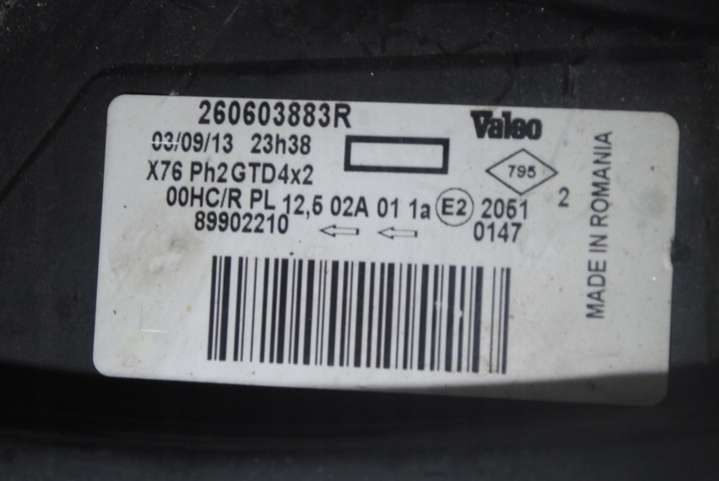 260603883R
Valeo
03/09/13 23h38
X76 Ph2GTD4x2
795
00HC/R PL 12,5 02A 01 1a E2 2051 2
89902210
0147
MADE IN ROMANIA